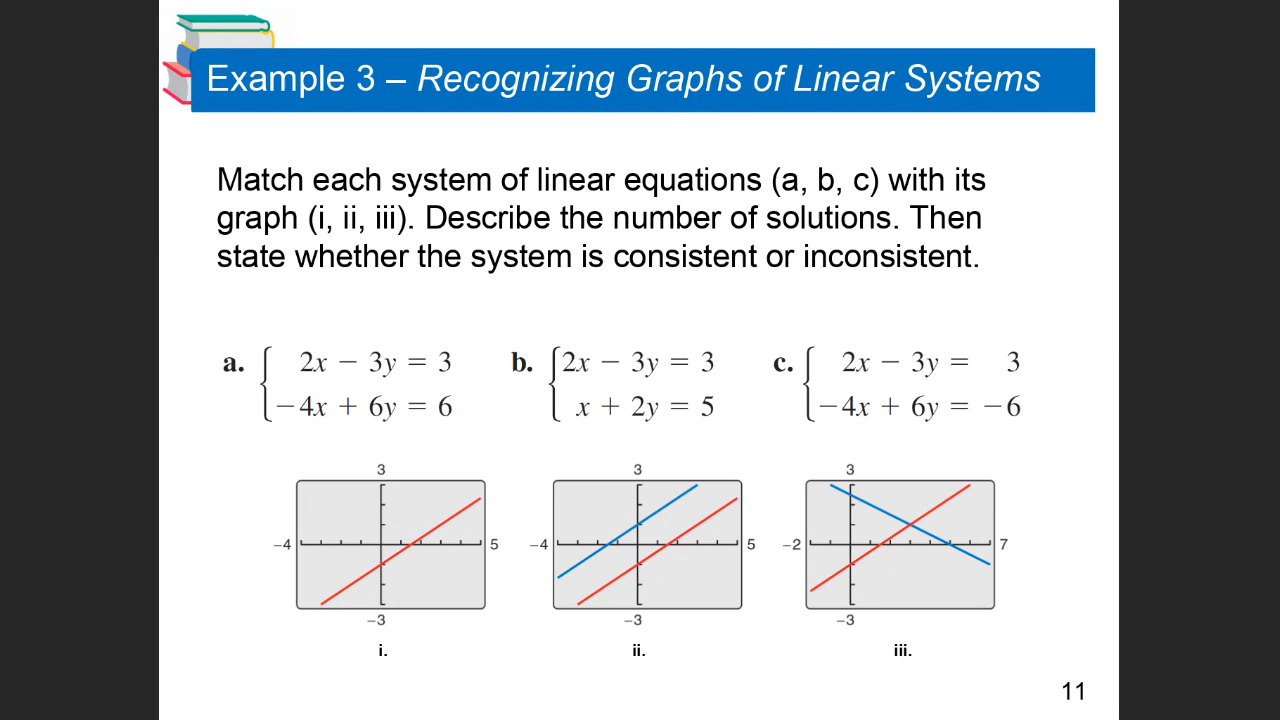 Example 3 – Recognizing Graphs of Linear Systems
Match each system of linear equations (a, b, c) with its
graph (i, ii, iii). Describe the number of solutions. Then
state whether the system is consistent or inconsistent.
a. 2x − 3y = 3
−4x + 6y = 6
b. 2x − 3y = 3
x + 2y = 5
c. 2x − 3y = 3
−4x + 6y = −6
3
−4
5
−3
i.
3
−4
5
−3
ii.
3
−2
7
−3
iii.
11